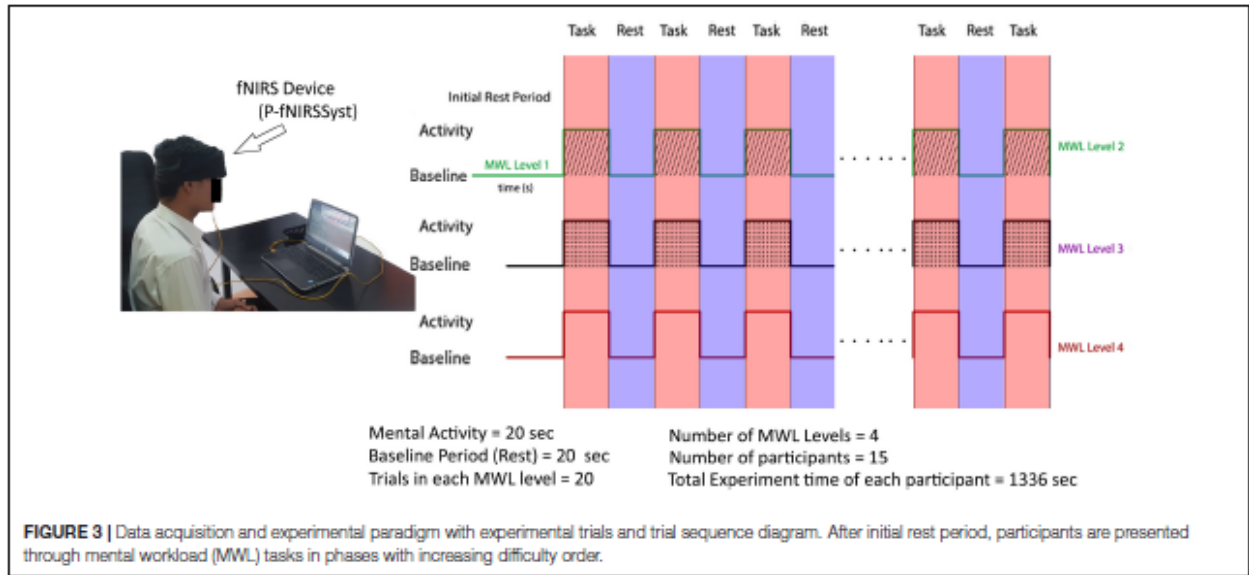 Task Rest Task Rest Task Rest Task Rest Task
fNIRS Device
(P-fNIRSSyst)
Initial Rest Period
Activity
MWL Level 2
MWL Level 1
Baseline
time (s)
Activity
MWL Level 3
Baseline
Activity
MWL Level 4
Baseline
Mental Activity = 20 sec
Baseline Period (Rest) = 20 sec
Trials in each MWL level = 20
Number of MWL Levels = 4
Number of participants = 15
Total Experiment time of each participant = 1336 sec
FIGURE 3 | Data acquisition and experimental paradigm with experimental trials and trial sequence diagram. After initial rest period, participants are presented
through mental workload (MWL) tasks in phases with increasing difficulty order.